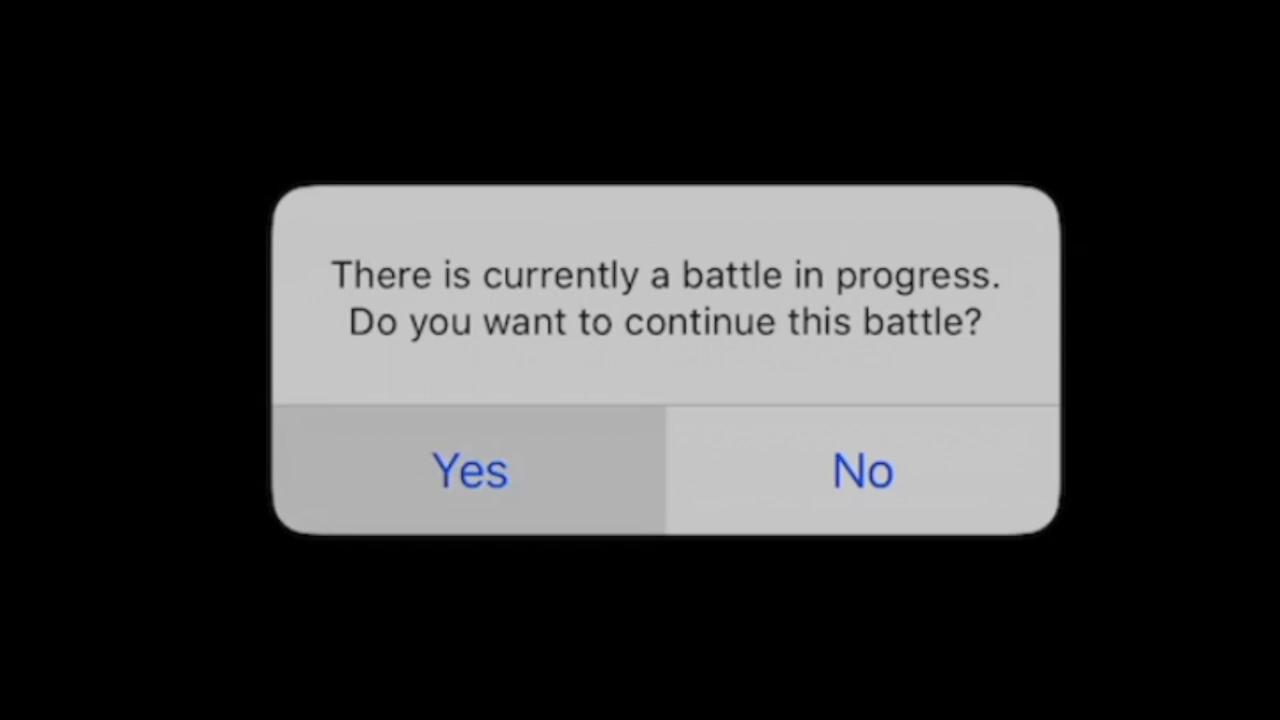 There is currently a battle in progress.
Do you want to continue this battle?
Yes
No